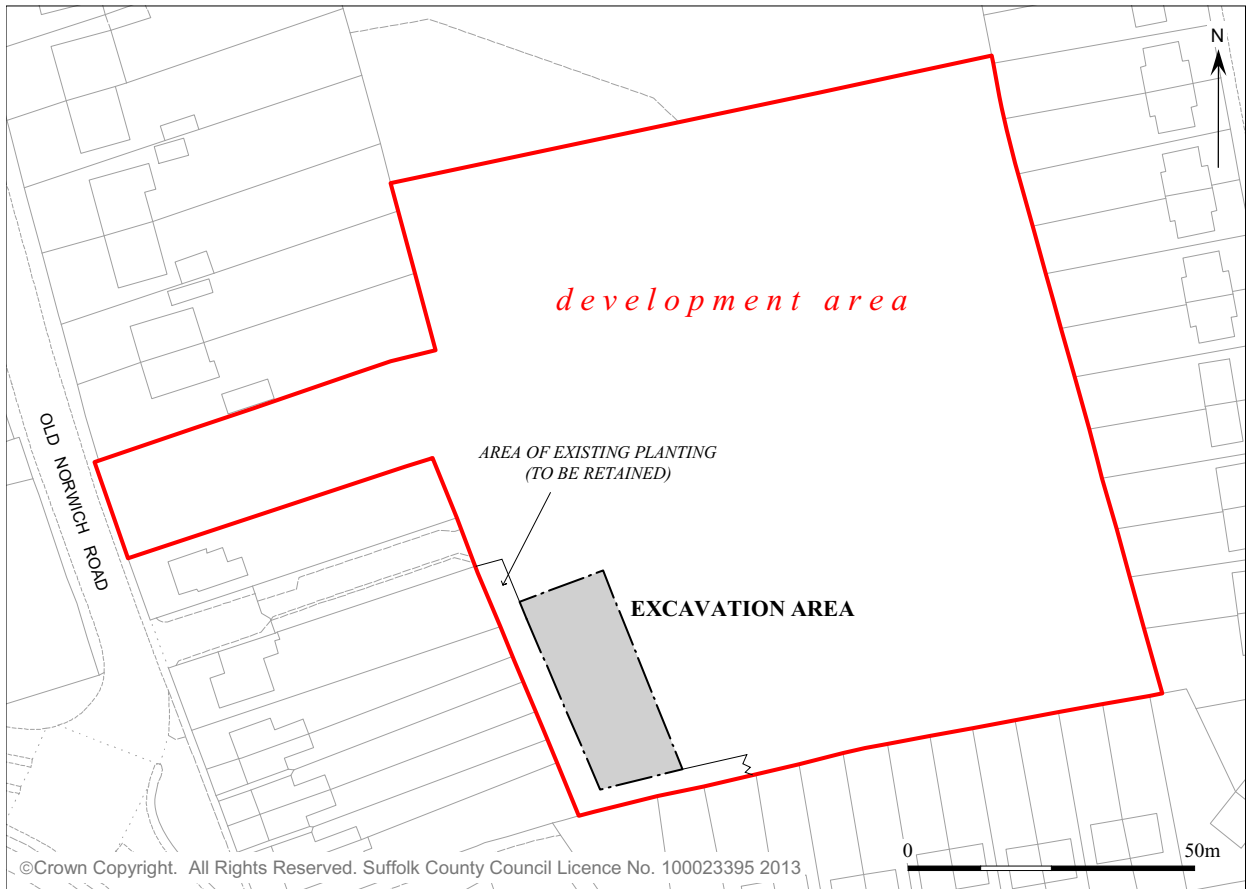 N
development area
OLD NORWICH ROAD
AREA OF EXISTING PLANTING
(TO BE RETAINED)
EXCAVATION AREA
0 50m
©Crown Copyright. All Rights Reserved. Suffolk County Council Licence No. 100023395 2013